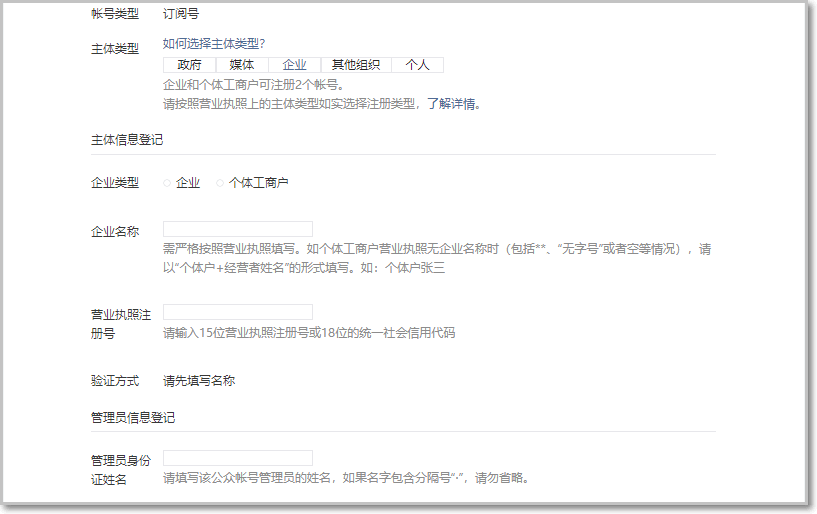 帐号类型 订阅号
主体类型 如何选择主体类型？
政府 媒体 企业 其他组织 个人
企业和个体工商户可注册2个帐号。
请按照营业执照上的主体类型如实选择注册类型，了解详情。
主体信息登记
企业类型 企业 个体工商户
企业名称
需严格按照营业执照填写。如个体工商户营业执照无企业名称时（包括**、“无字号”或者空等情况），请
以“个体户+经营者姓名”的形式填写。如：个体户张三
营业执照注
册号
请输入15位营业执照注册号或18位的统一社会信用代码
验证方式 请先填写名称
管理员信息登记
管理员身份
证姓名
请填写该公众帐号管理员的姓名，如果名字包含分隔号“·”，请勿省略。